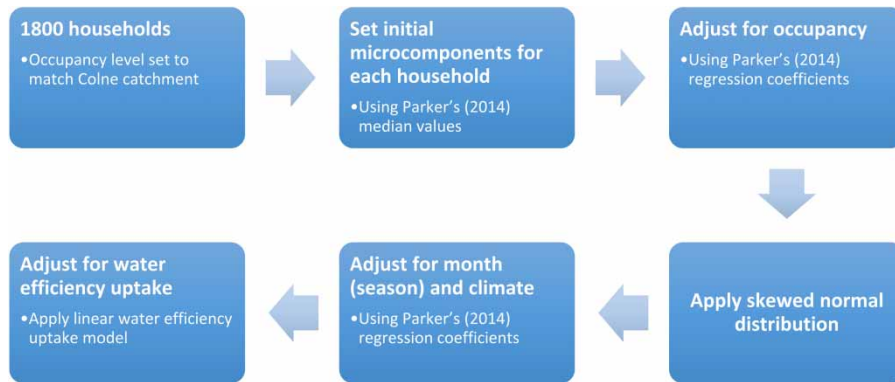 1800 households
•Occupancy level set to
match Colne catchment
Set initial
microcomponents for
each household
•Using Parker's (2014)
median values
Adjust for occupancy
•Using Parker's (2014)
regression coefficients
Apply skewed normal
distribution
Adjust for month
(season) and climate
•Using Parker's (2014)
regression coefficients
Adjust for water
efficiency uptake
•Apply linear water efficiency
uptake model